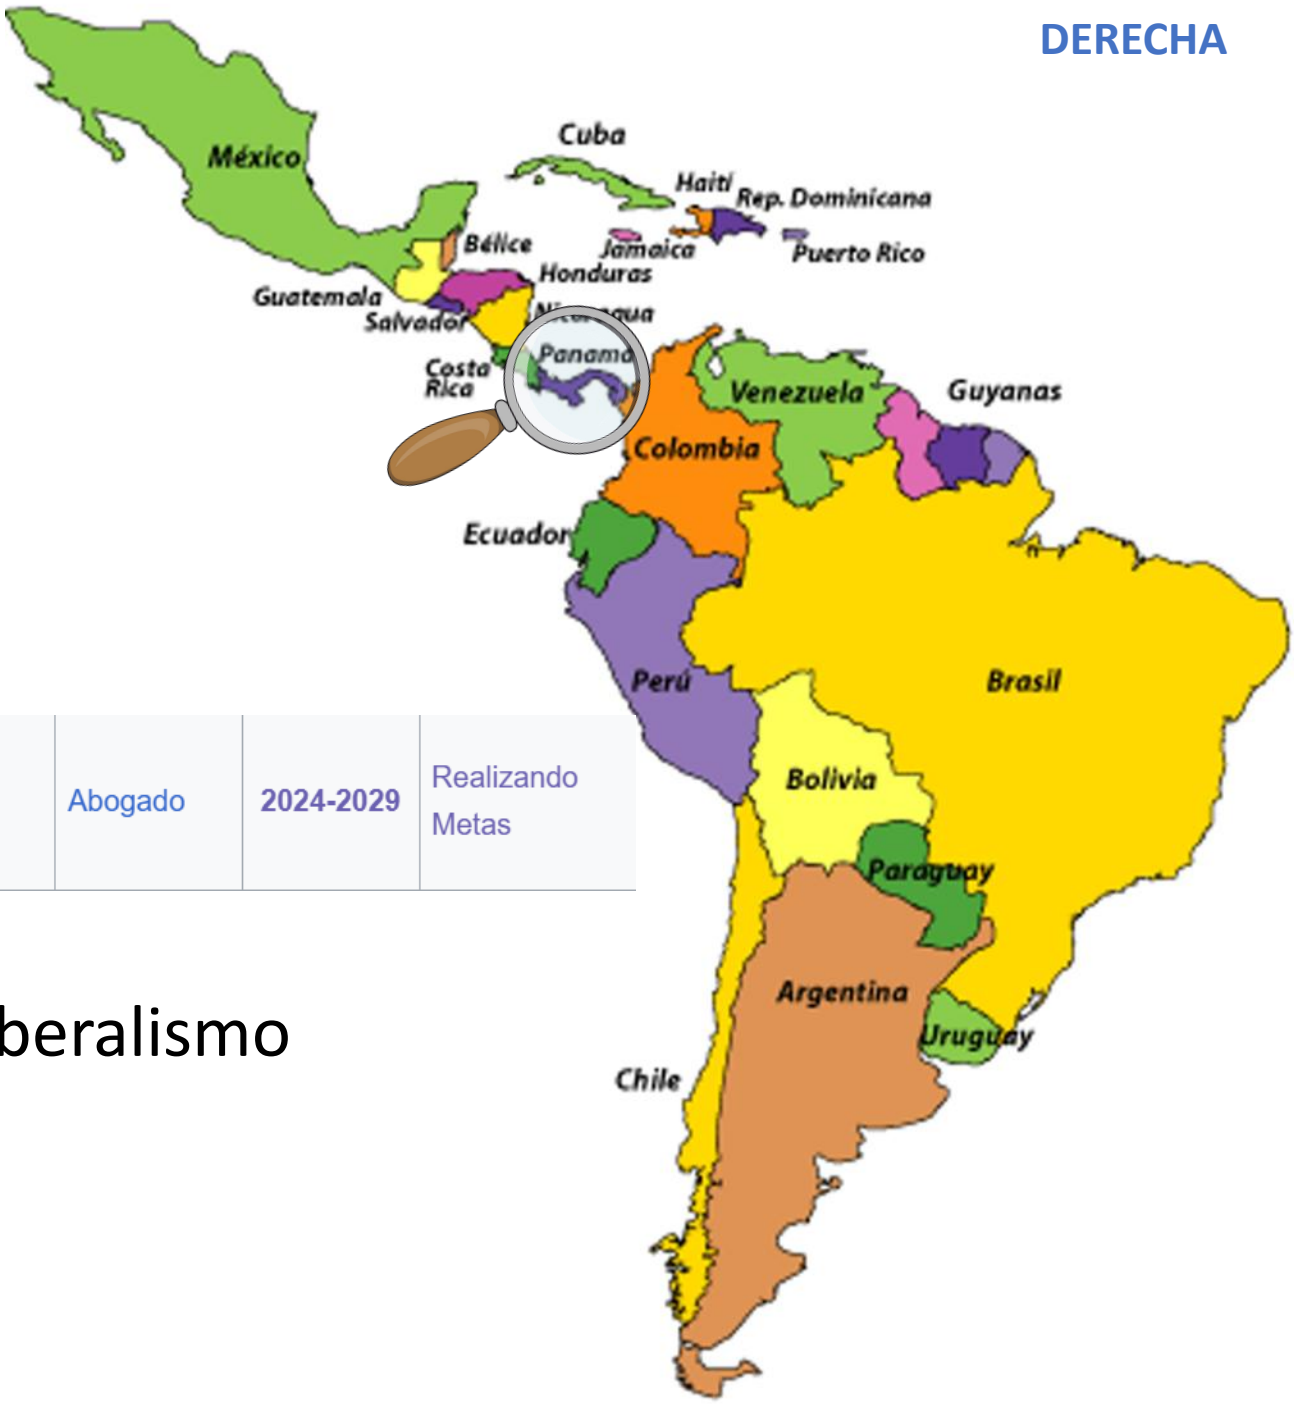 DERECHA
Cuba
México
Haití
Rep. Dominicana
Bélice
Jamaica
Puerto Rico
Honduras
Guatemala
Nicaragua
Salvador
Panamá
Costa
Rica
Venezuela
Guyanas
Colombia
Ecuador
Perú
Brasil
Abogado
2024-2029
Realizando
Metas
Bolivia
Paraguay
Argentina
beralismo
Uruguay
Chile